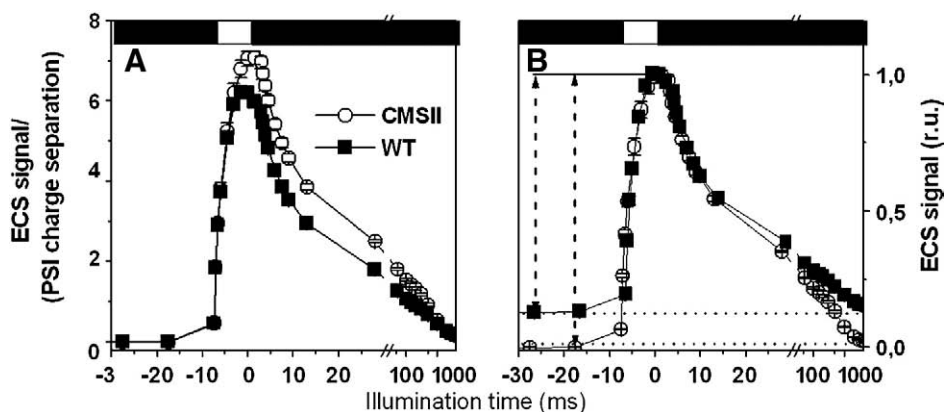 A
B
ECS signal/
(PSI charge separation)
8
6
4
2
0
CMSII
WT
-3 -20 -10 0 10 20 100 1000
1,0
0,5
0,0
ECS signal (r.u.)
-30 -20 -10 0 10 20 100 1000
Illumination time (ms)